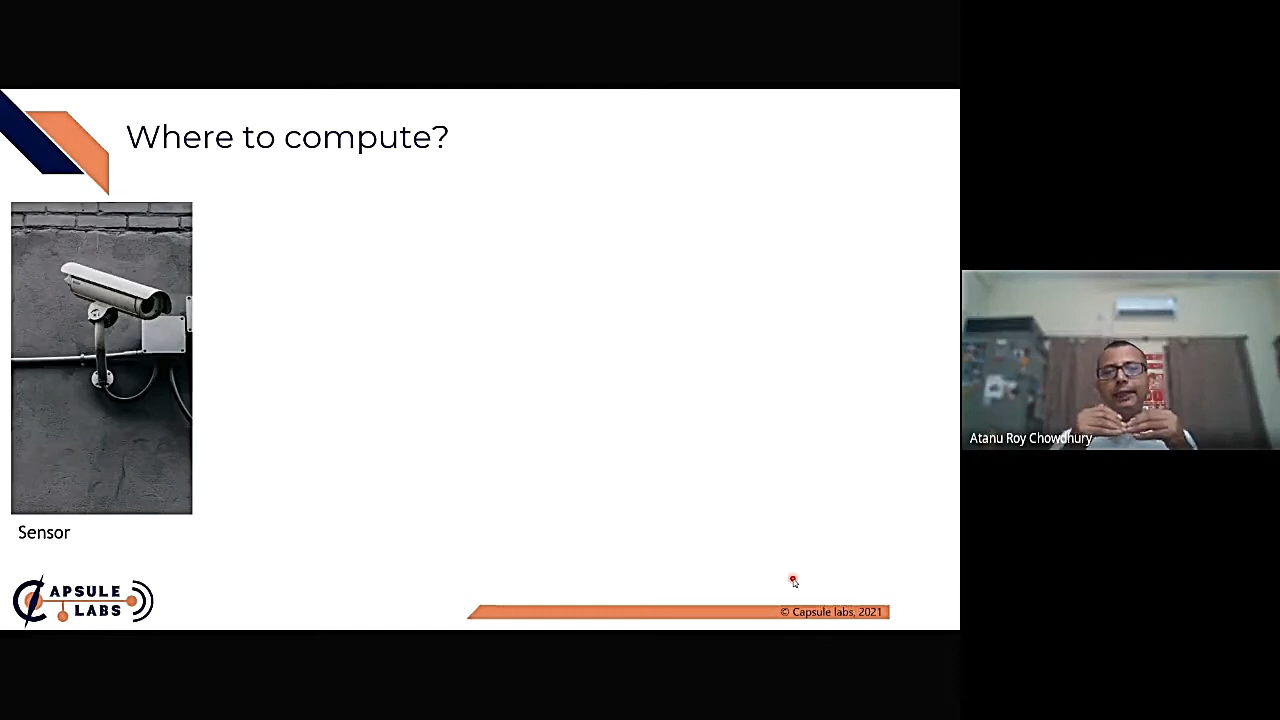 Where to compute?
Sensor
CAPSULE
LABS
© Capsule labs, 2021
Atanu Roy Chowdhury